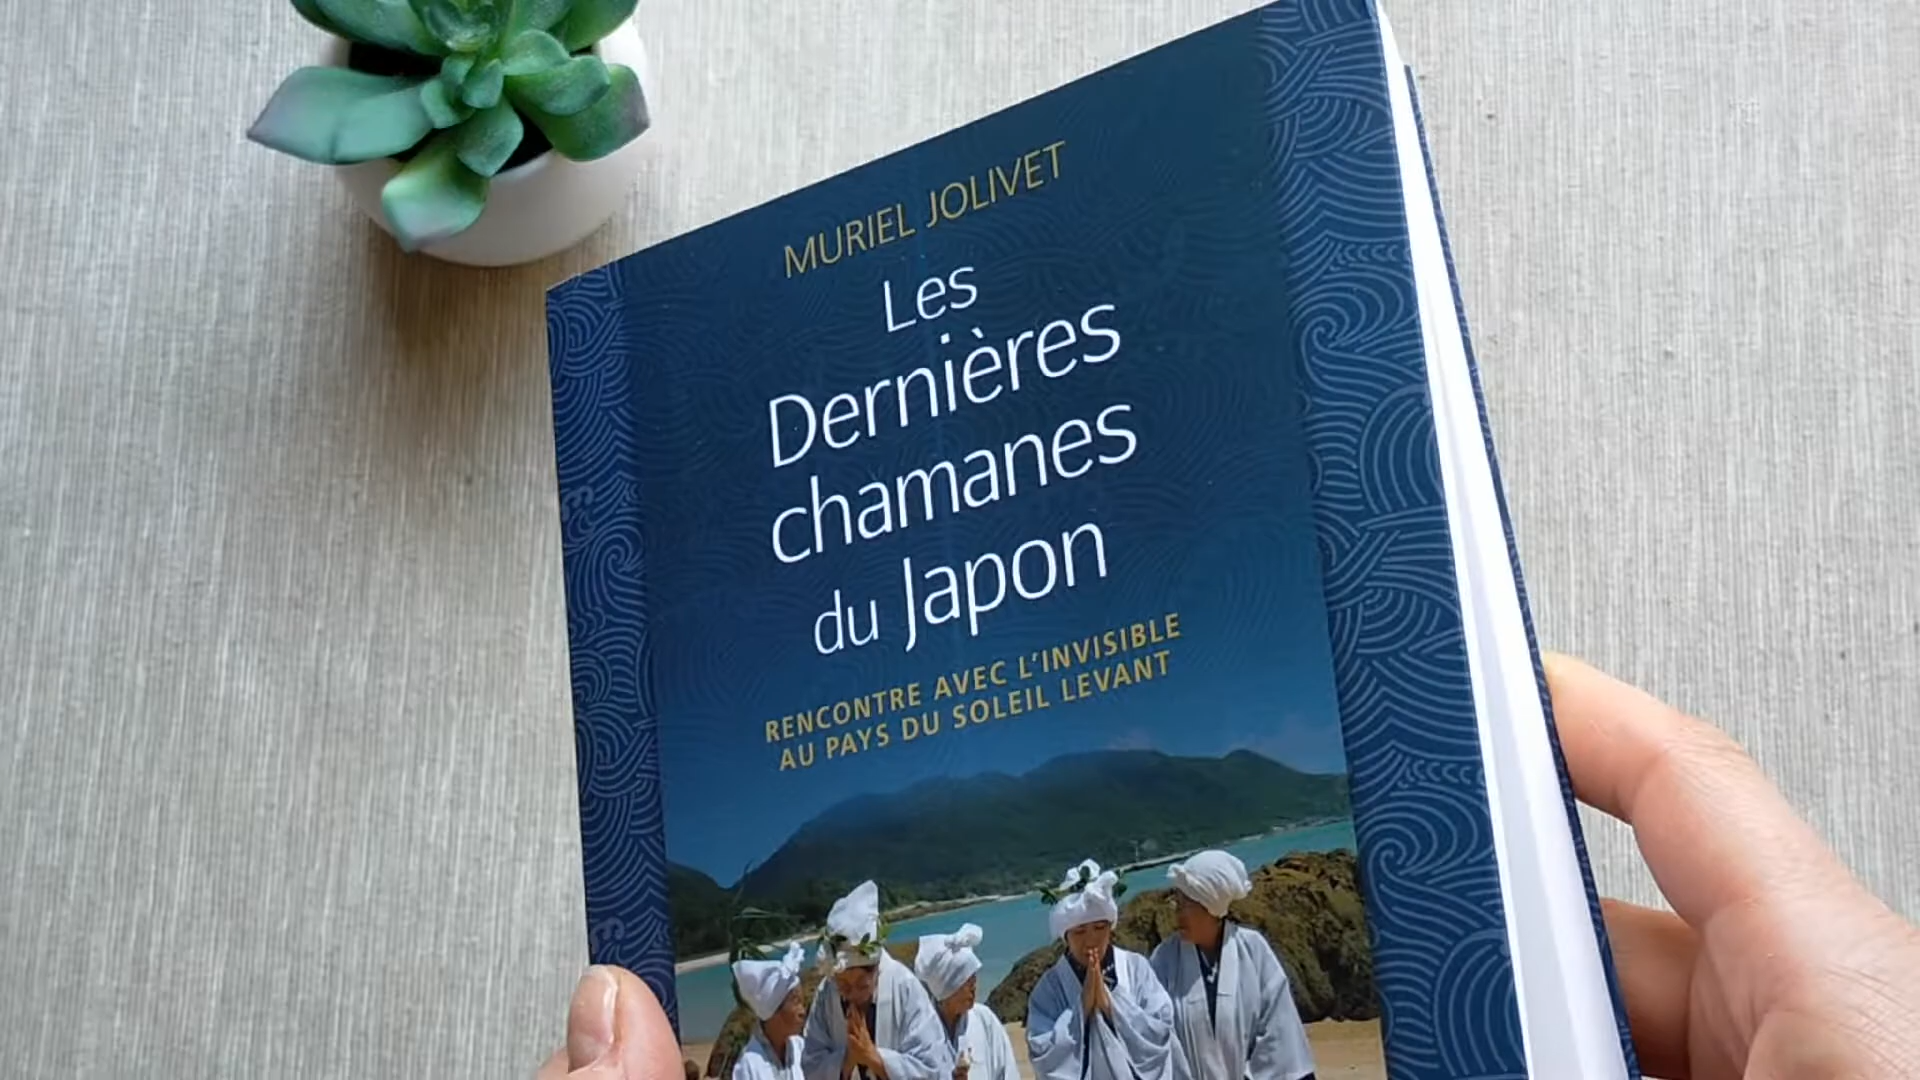 MURIEL JOLIVET
Les
Dernières
chamanes
du Japon
RENCONTRE AVEC L'INVISIBLE
AU PAYS DU SOLEIL LEVANT